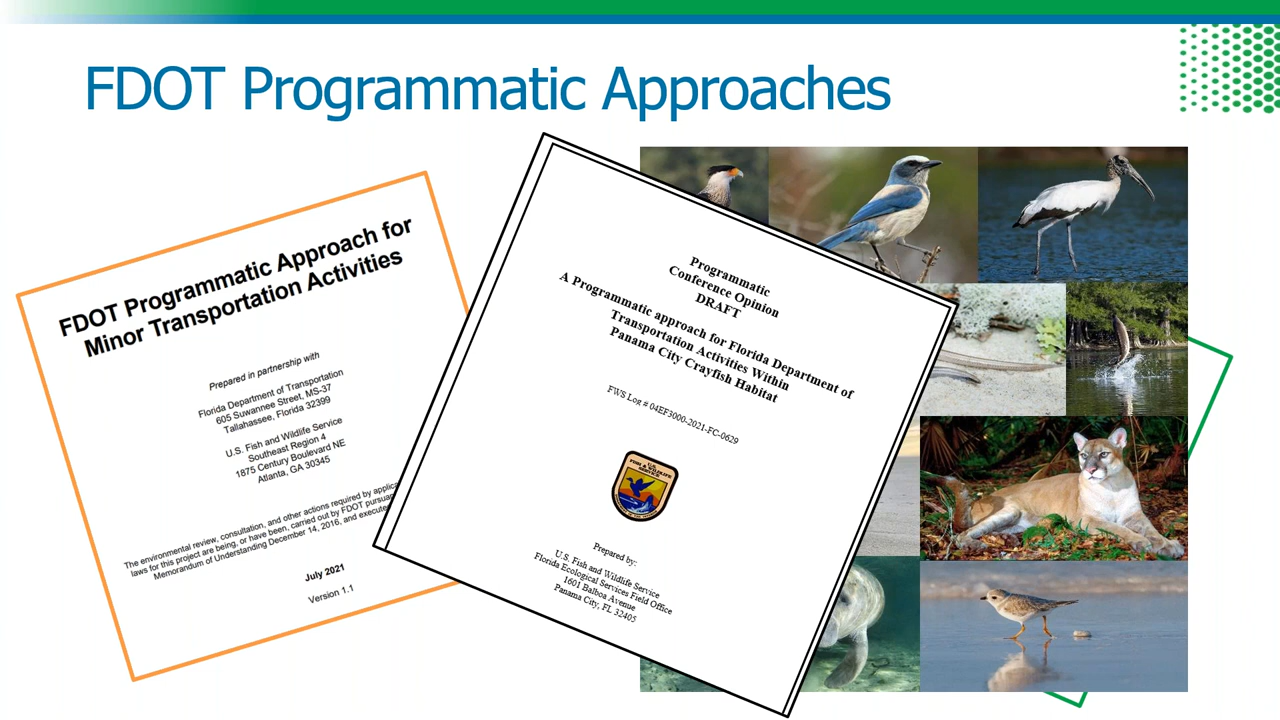 FDOT Programmatic Approaches
FDOT Programmatic Approach for
Minor Transportation Activities
Prepared in partnership with
Florida Department of Transportation
605 Suwannee Street, MS-37
Tallahassee, Florida 32399
U.S. Fish and Wildlife Service
Southeast Region 4
1875 Century Boulevard NE
Atlanta, GA 30345
The environmental review, consultation, and other actions required by
laws for this project are being, or have been, carried out by FDOT
Memorandum of Understanding December 14, 2016, and
July 2021
Version 1.1
Programmatic
Conference Opinion
DRAFT
A Programmatic approach for Florida Department of
Transportation Activities Within
Panama City Crayfish Habitat
FWS Log # 04EF3000-2021-FC-0629
U.S.
FISH & WILDLIFE
SERVICE
Prepared by:
U.S. Fish and Wildlife Service
Florida Ecological Services Field Office
1601 Balboa Avenue
Panama City, FL 32405